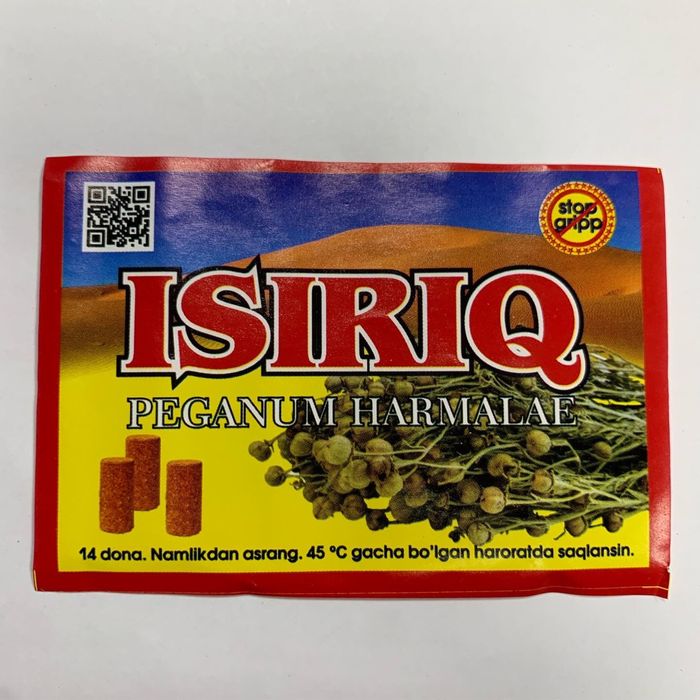 stop
gripp
ISIRIQ
PEGANUM HARMALAE
14 dona. Namlikdan asrang. 45 °C gacha bo'lgan haroratda saqlansin.